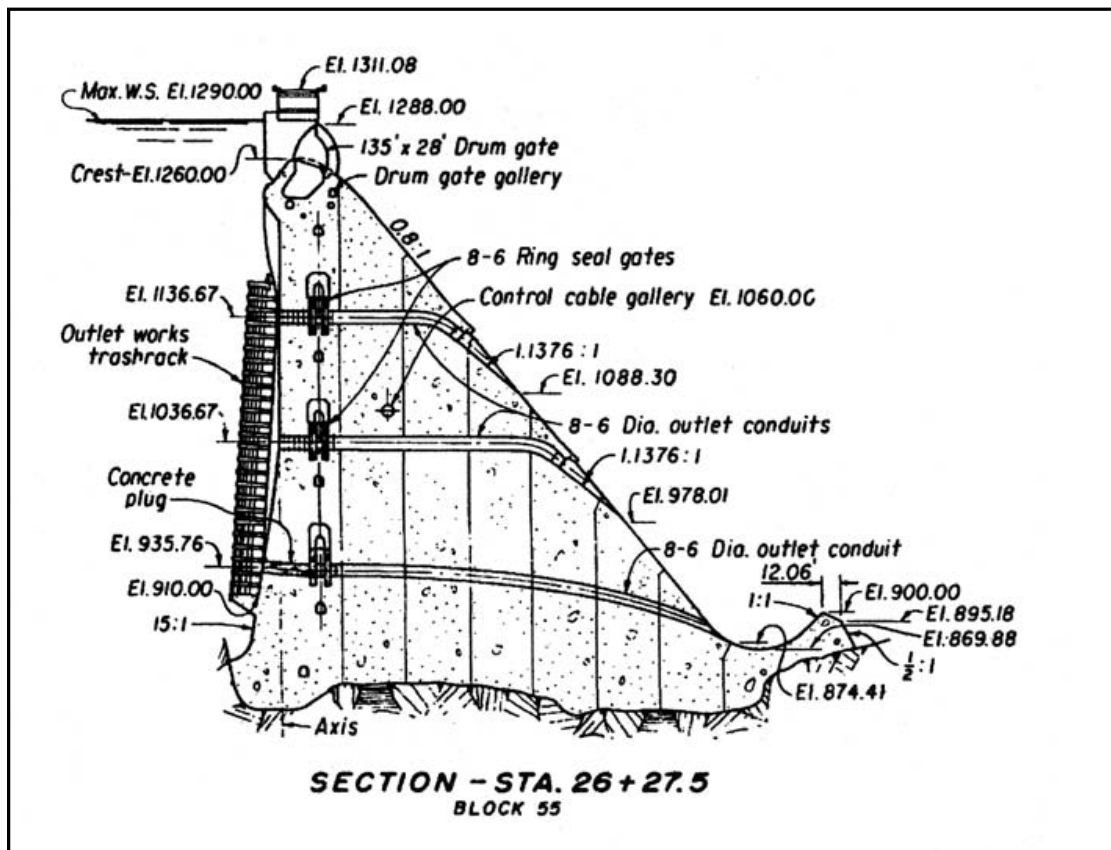 El. 1311.08
Max. W.S. El. 1290.00
El. 1288.00
135' x 28' Drum gate
Crest-El. 1260.00
Drum gate gallery
0.8:1
8-6 Ring seal gates
El. 1136.67
Control cable gallery El. 1060.00
Outlet works
trashrack
1.1376:1
El. 1088.30
El. 1036.67
8-6 Dia. outlet conduits
1.1376:1
Concrete
plug
El. 978.01
El. 935.76
8-6 Dia. outlet conduit
12.06'
El. 910.00
1:1
El. 900.00
El. 895.18
15:1
El. 869.88
1/2:1
El. 874.41
Axis
SECTION - STA. 26+27.5
BLOCK 55